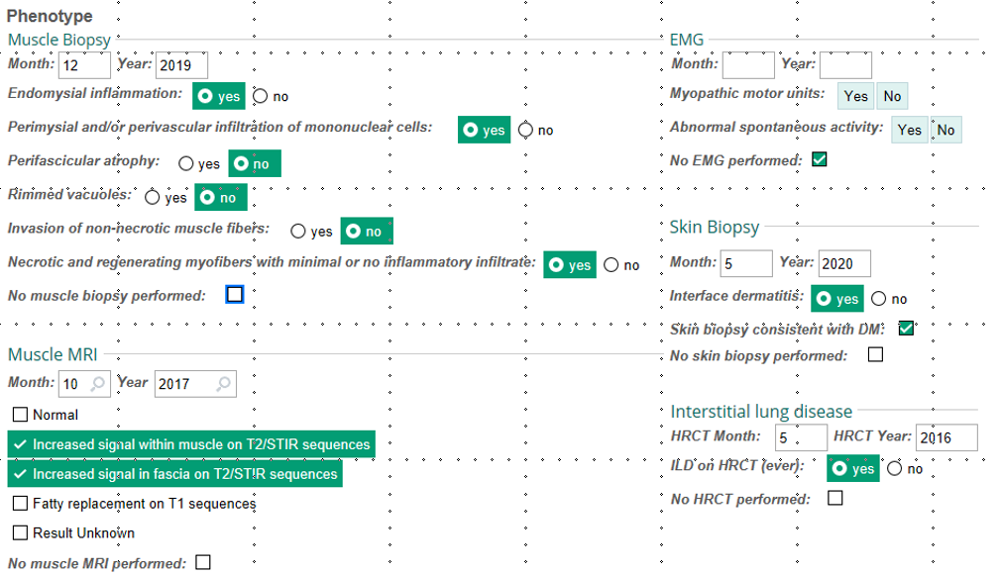 Phenotype
Muscle Biopsy
Month: 12 Year: 2019
Endomysial inflammation: yes no
Perimysial and/or perivascular infiltration of mononuclear cells: yes no
Perifascicular atrophy: yes no
Rimmed vacuoles: yes no
Invasion of non-necrotic muscle fibers: yes no
Necrotic and regenerating myofibers with minimal or no inflammatory infiltrate: yes no
No muscle biopsy performed:
Muscle MRI
Month: 10 Year 2017
Normal
Increased signal within muscle on T2/STIR sequences
Increased signal in fascia on T2/STIR sequences
Fatty replacement on T1 sequences
Result Unknown
No muscle MRI performed:
EMG
Month: Year:
Myopathic motor units: Yes No
Abnormal spontaneous activity: Yes No
No EMG performed:
Skin Biopsy
Month: 5 Year: 2020
Interface dermatitis: yes no
Skin biopsy consistent with DM:
No skin biopsy performed:
Interstitial lung disease
HRCT Month: 5 HRCT Year: 2016
ILD on HRCT (ever): yes no
No HRCT performed: